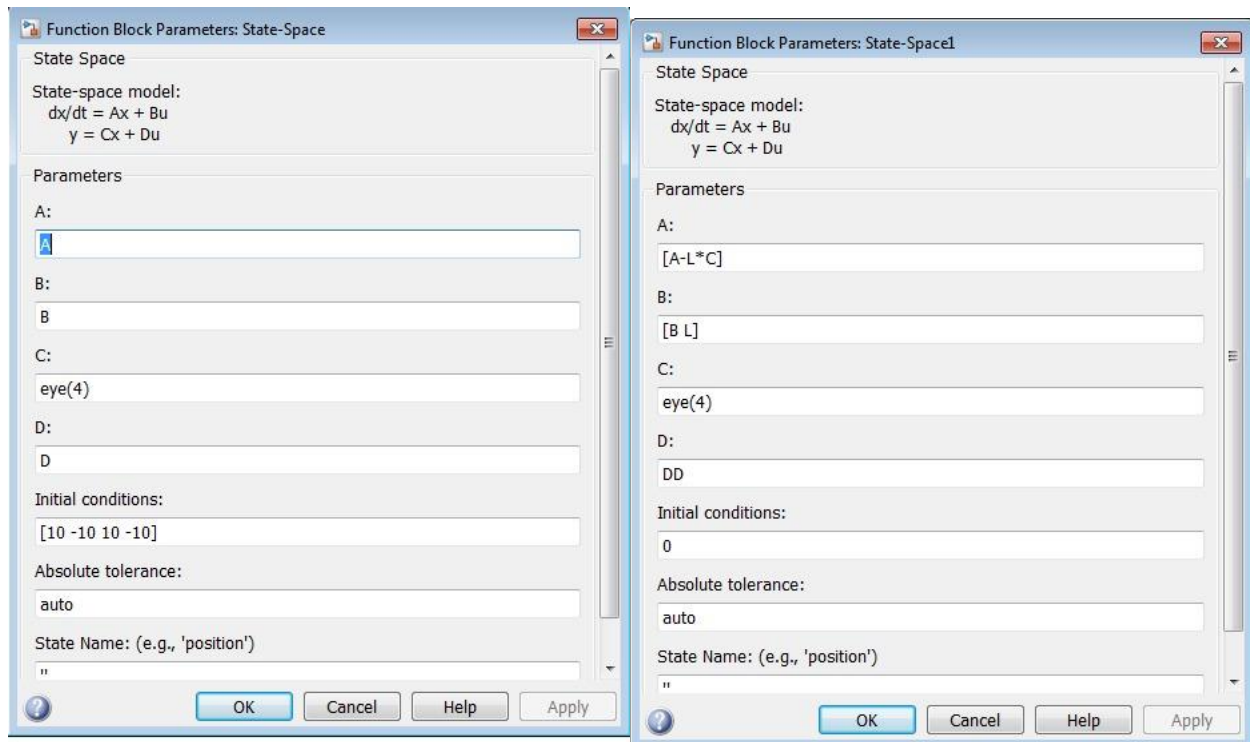 Function Block Parameters: State-Space
State Space
State-space model:
dx/dt = Ax + Bu
y = Cx + Du
Parameters
A:
A
B:
B
C:
eye(4)
D:
D
Initial conditions:
[10 -10 10 -10]
Absolute tolerance:
auto
State Name: (e.g., 'position')
''
OK Cancel Help Apply
Function Block Parameters: State-Space1
State Space
State-space model:
dx/dt = Ax + Bu
y = Cx + Du
Parameters
A:
[A-L*C]
B:
[B L]
C:
eye(4)
D:
DD
Initial conditions:
0
Absolute tolerance:
auto
State Name: (e.g., 'position')
''
OK Cancel Help Apply